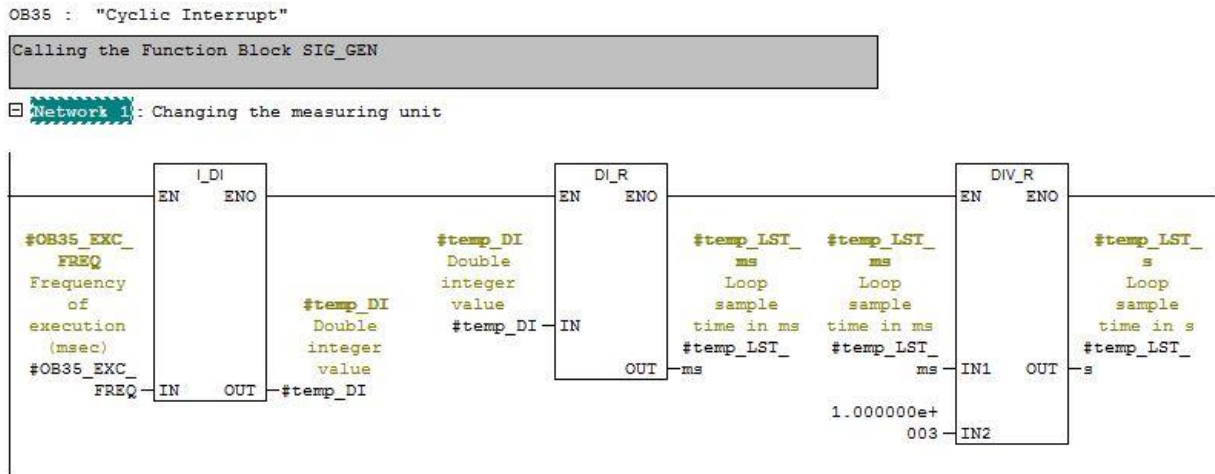 OB35 : "Cyclic Interrupt"
Calling the Function Block SIG_GEN
Network 1: Changing the measuring unit
I_DI
EN ENO
#OB35_EXC_
FREQ
Frequency
of
execution
(msec)
#OB35_EXC_
FREQ
IN OUT
#temp_DI
Double
integer
value
#temp_DI
DI_R
EN ENO
#temp_DI
Double
integer
value
#temp_DI
IN
OUT
#temp_LST_
ms
Loop
sample
time in ms
#temp_LST_
ms
DIV_R
EN ENO
#temp_LST_
ms
Loop
sample
time in ms
#temp_LST_
ms
IN1 OUT
1.000000e+
003
IN2
#temp_LST_
s
Loop
sample
time in s
#temp_LST_
s